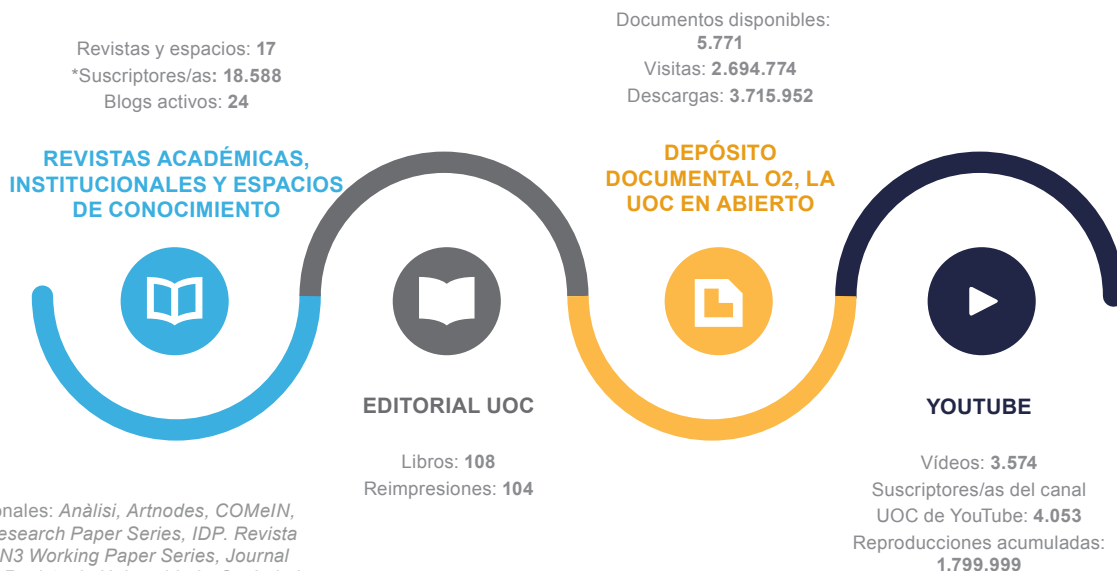 Revistas y espacios: 17
*Suscriptores/as: 18.588
Blogs activos: 24
REVISTAS ACADÉMICAS,
INSTITUCIONALES Y ESPACIOS
DE CONOCIMIENTO
EDITORIAL UOC
Libros: 108
Reimpresiones: 104
Documentos disponibles:
5.771
Visitas: 2.694.774
Descargas: 3.715.952
DEPÓSITO
DOCUMENTAL O2, LA
UOC EN ABIERTO
YOUTUBE
Vídeos: 3.574
Suscriptores/as del canal
UOC de YouTube: 4.053
Reproducciones acumuladas:
1.799.999
onales: Anàlisi, Artnodes, COMeIN,
esearch Paper Series, IDP. Revista
N3 Working Paper Series, Journal